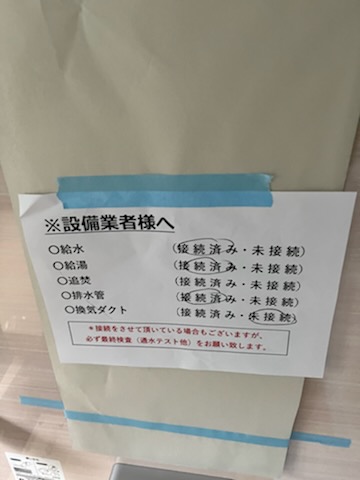 ※設備業者様へ
○給水 (接続済み・未接続)
○給湯 (接続済み・未接続)
○追焚 (接続済み・未接続)
○排水管 (接続済み・未接続)
○換気ダクト (接続済み・未接続)
＊接続をさせて頂いている場合もございますが、
必ず最終検査（通水テスト他）をお願い致します。